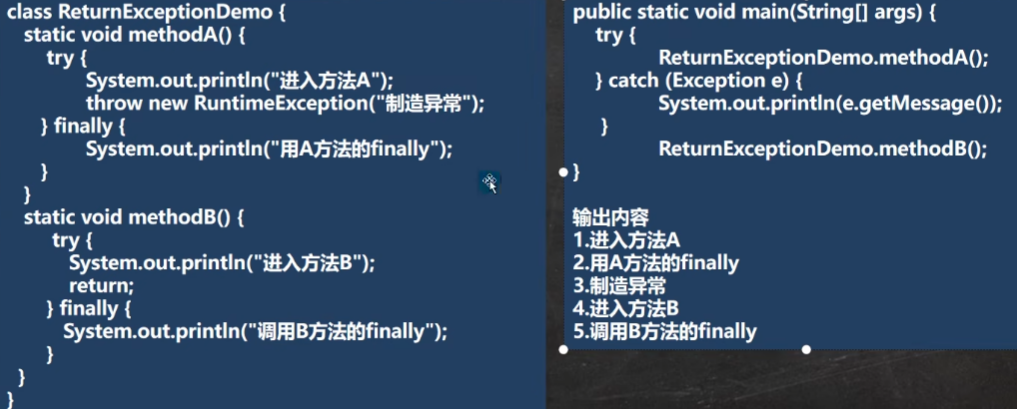 class ReturnExceptionDemo {
static void methodA() {
try {
System.out.println("进入方法A");
throw new RuntimeException("制造异常");
} finally {
System.out.println("用A方法的finally");
}
}
static void methodB() {
try {
System.out.println("进入方法B");
return;
} finally {
System.out.println("调用B方法的finally");
}
}
}
public static void main(String[] args) {
try {
ReturnExceptionDemo.methodA();
} catch (Exception e) {
System.out.println(e.getMessage());
}
ReturnExceptionDemo.methodB();
}
输出内容
1.进入方法A
2.用A方法的finally
3.制造异常
4.进入方法B
5.调用B方法的finally